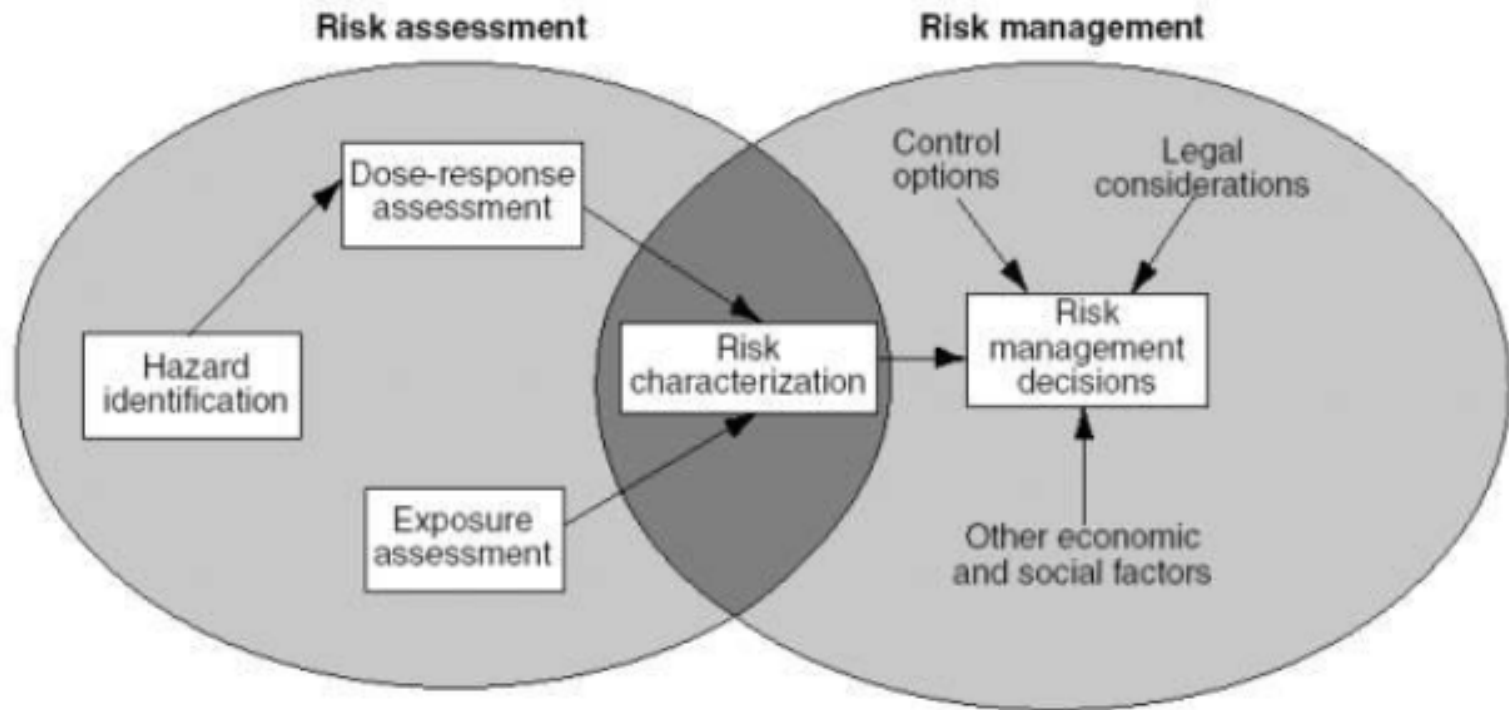 Risk assessment
Risk management
Dose-response
assessment
Control
options
Legal
considerations
Hazard
identification
Risk
characterization
Risk
management
decisions
Exposure
assessment
Other economic
and social factors